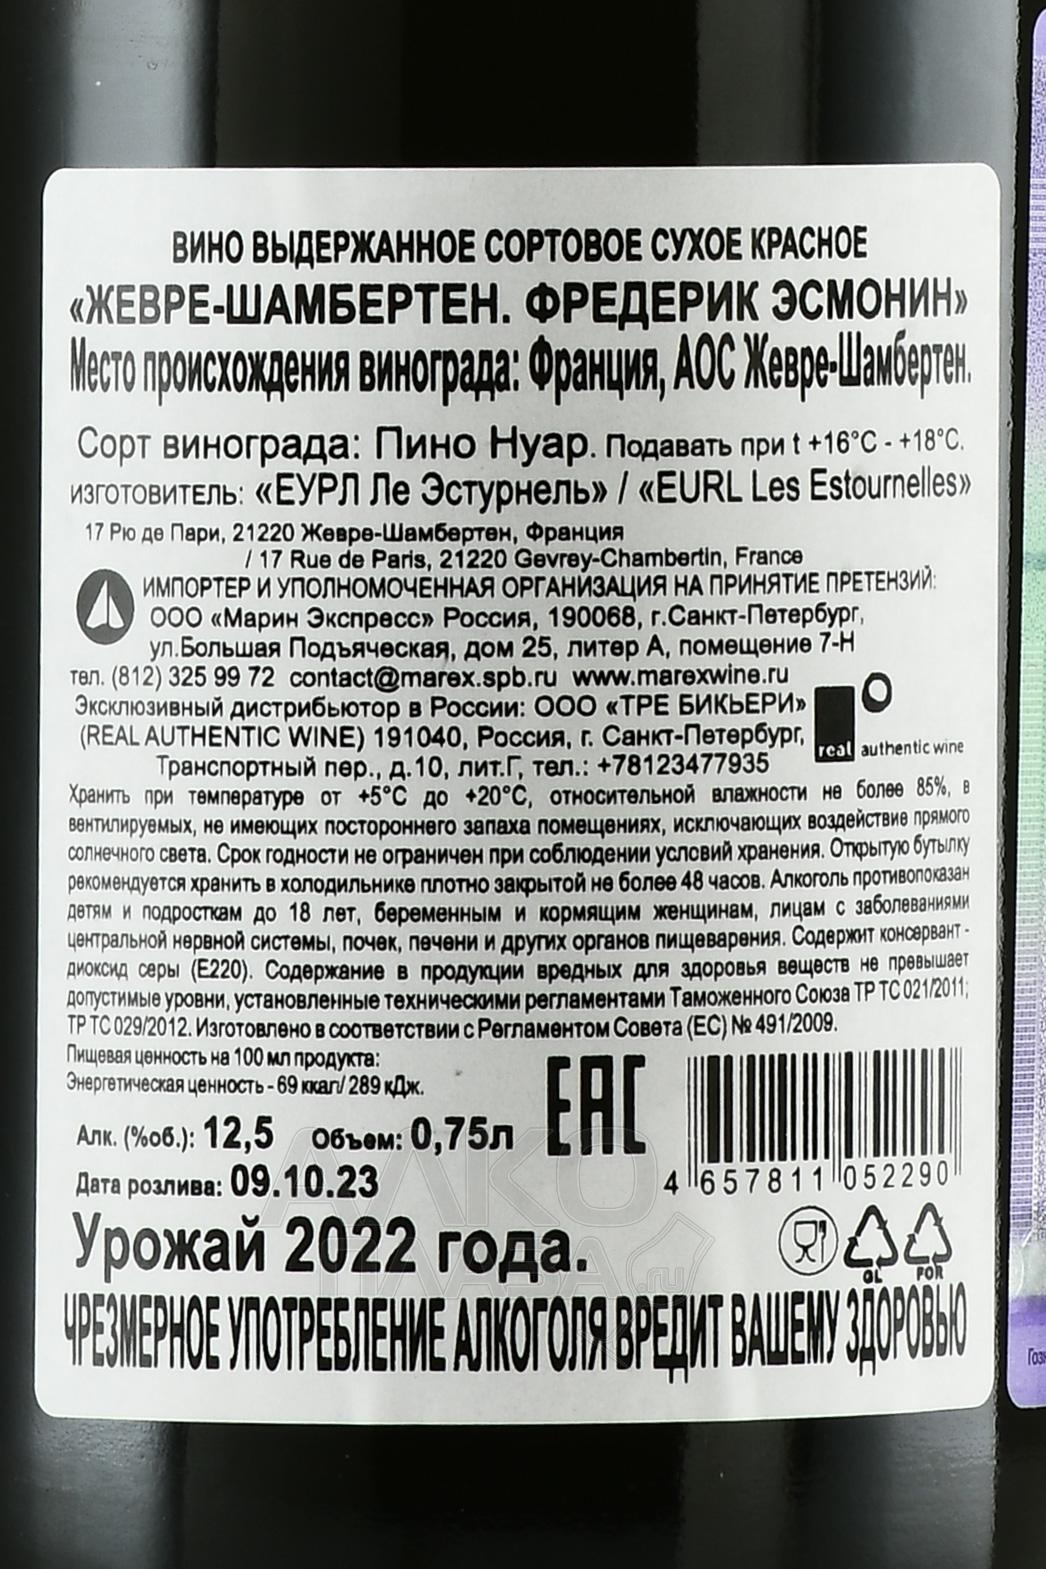 ВИНО ВЫДЕРЖАННОЕ СОРТОВОЕ СУХОЕ КРАСНОЕ
«ЖЕВРЕ-ШАМБЕРТЕН. ФРЕДЕРИК ЭСМОНИН»
Место происхождения винограда: Франция, АОС Жевре-Шамбертен.
Сорт винограда: Пино Нуар. Подавать при t +16°C - +18°C.
ИЗГОТОВИТЕЛЬ: «ЕУРЛ Ле Эстурнель» / «EURL Les Estournelles»
17 Рю де Пари, 21220 Жевре-Шамбертен, Франция
/ 17 Rue de Paris, 21220 Gevrey-Chambertin, France
ИМПОРТЕР И УПОЛНОМОЧЕННАЯ ОРГАНИЗАЦИЯ НА ПРИНЯТИЕ ПРЕТЕНЗИЙ:
ООО «Марин Экспресс» Россия, 190068, г.Санкт-Петербург,
ул.Большая Подъяческая, дом 25, литер А, помещение 7-Н
тел. (812) 325 99 72 contact@marex.spb.ru www.marexwine.ru
Эксклюзивный дистрибьютор в России: ООО «ТРЕ БИКЬЕРИ»
(REAL AUTHENTIC WINE) 191040, Россия, г. Санкт-Петербург,
real authentic wine
Транспортный пер., д.10, лит.Г, тел.: +78123477935
Хранить при температуре от +5°C до +20°C, относительной влажности не более 85%, в
вентилируемых, не имеющих постороннего запаха помещениях, исключающих воздействие прямого
солнечного света. Срок годности не ограничен при соблюдении условий хранения. Открытую бутылку
рекомендуется хранить в холодильнике плотно закрытой не более 48 часов. Алкоголь противопоказан
детям и подросткам до 18 лет, беременным и кормящим женщинам, лицам с заболеваниями
центральной нервной системы, почек, печени и других органов пищеварения. Содержит консервант -
диоксид серы (E220). Содержание в продукции вредных для здоровья веществ не превышает
допустимые уровни, установленные техническими регламентами Таможенного Союза ТР ТС 021/2011;
ТР ТС 029/2012. Изготовлено в соответствии с Регламентом Совета (ЕС) № 491/2009.
Пищевая ценность на 100 мл продукта:
Энергетическая ценность - 69 ккал/ 289 кДж.
EAC
Алк. (%об.): 12,5 Объем: 0,75л
4 657811 052290
Дата розлива: 09.10.23
Урожай 2022 года.
GL FOR
ЧРЕЗМЕРНОЕ УПОТРЕБЛЕНИЕ АЛКОГОЛЯ ВРЕДИТ ВАШЕМУ ЗДОРОВЬЮ
АЛКО
ПЛАЗА.ru